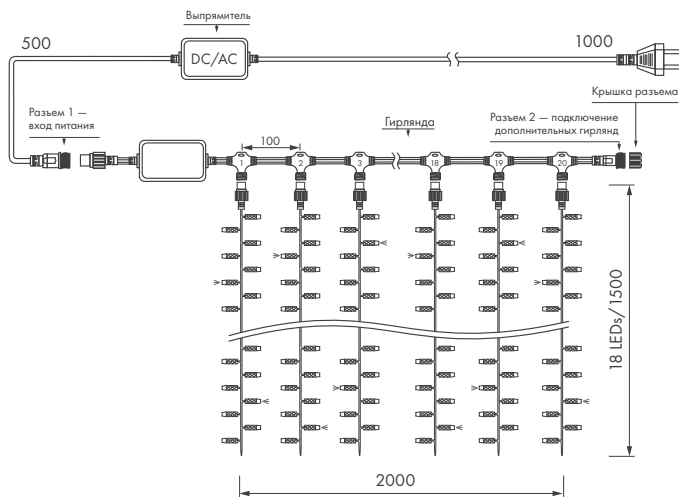 Выпрямитель
500
DC/AC
1000
Крышка разъема
Разъем 1 —
вход питания
Гирлянда
Разъем 2 — подключение
дополнительных гирлянд
100
1
2
3
18
19
20
18 LEDs/1500
2000